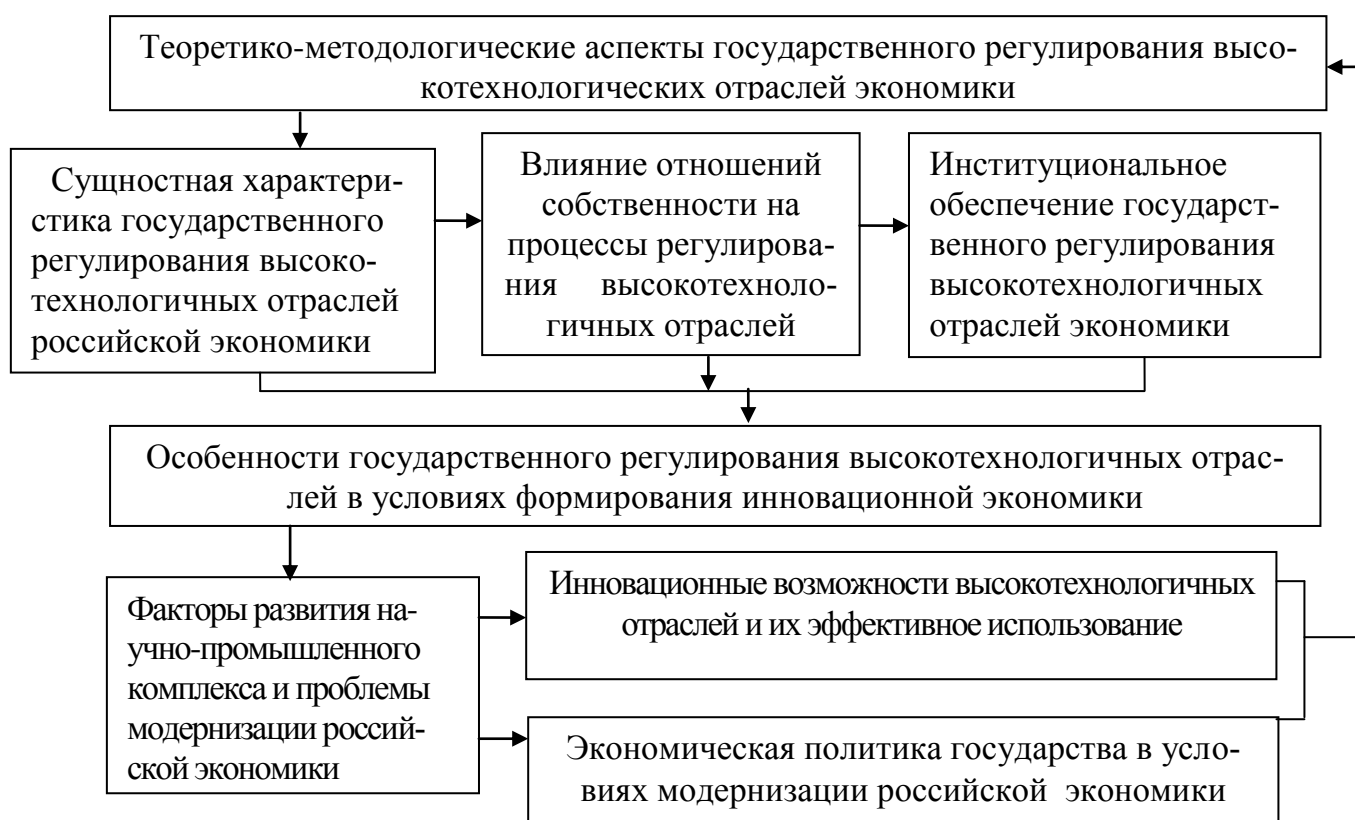 Теоретико-методологические аспекты государственного регулирования высо-
котехнологических отраслей экономики
Сущностная характери-
стика государственного
регулирования высоко-
технологичных отраслей
российской экономики
Влияние отношений
собственности на
процессы регулирова-
ния высокотехноло-
гичных отраслей
Институциональное
обеспечение государст-
венного регулирования
высокотехнологичных
отраслей экономики
Особенности государственного регулирования высокотехнологичных отрас-
лей в условиях формирования инновационной экономики
Факторы развития на-
учно-промышленного
комплекса и проблемы
модернизации россий-
ской экономики
Инновационные возможности высокотехнологичных
отраслей и их эффективное использование
Экономическая политика государства в усло-
виях модернизации российской экономики